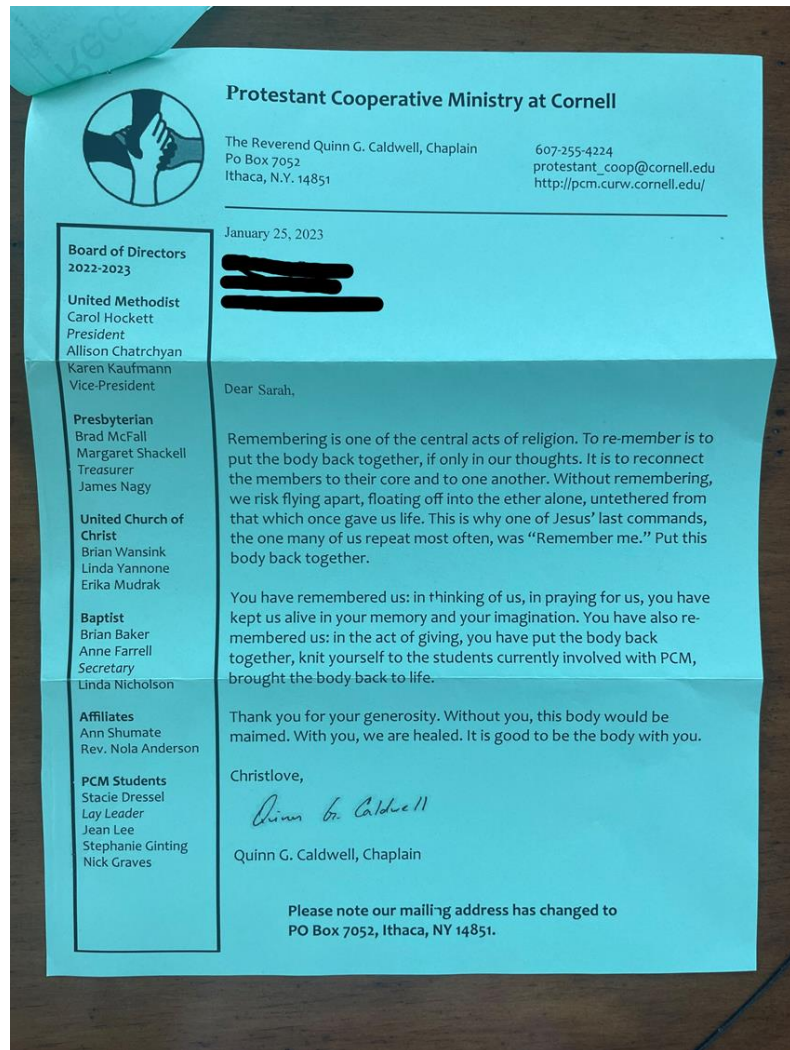 Protestant Cooperative Ministry at Cornell
The Reverend Quinn G. Caldwell, Chaplain
Po Box 7052
Ithaca, N.Y. 14851
607-255-4224
protestant_coop@cornell.edu
http://pcm.curw.cornell.edu/
Board of Directors
2022-2023
United Methodist
Carol Hockett
President
Allison Chatrchyan
Karen Kaufmann
Vice-President
Presbyterian
Brad McFall
Margaret Shackell
Treasurer
James Nagy
United Church of
Christ
Brian Wansink
Linda Yannone
Erika Mudrak
Baptist
Brian Baker
Anne Farrell
Secretary
Linda Nicholson
Affiliates
Ann Shumate
Rev. Nola Anderson
PCM Students
Stacie Dressel
Lay Leader
Jean Lee
Stephanie Ginting
Nick Graves
January 25, 2023
Dear Sarah,
Remembering is one of the central acts of religion. To re-member is to
put the body back together, if only in our thoughts. It is to reconnect
the members to their core and to one another. Without remembering,
we risk flying apart, floating off into the ether alone, untethered from
that which once gave us life. This is why one of Jesus’ last commands,
the one many of us repeat most often, was “Remember me.” Put this
body back together.
You have remembered us: in thinking of us, in praying for us, you have
kept us alive in your memory and your imagination. You have also re-
membered us: in the act of giving, you have put the body back
together, knit yourself to the students currently involved with PCM,
brought the body back to life.
Thank you for your generosity. Without you, this body would be
maimed. With you, we are healed. It is good to be the body with you.
Christlove,
Quinn G. Caldwell
Quinn G. Caldwell, Chaplain
Please note our mailing address has changed to
PO Box 7052, Ithaca, NY 14851.